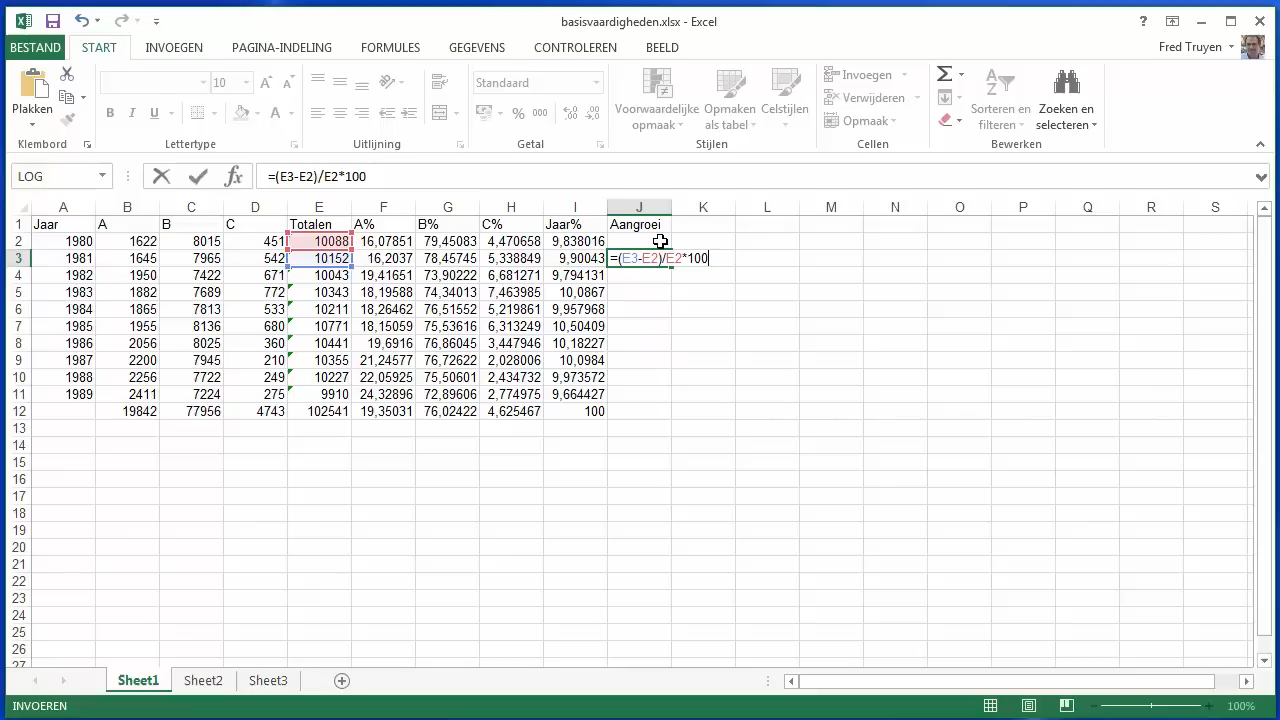 basisvaardigheden.xlsx - Excel
BESTAND START INVOEGEN PAGINA-INDELING FORMULES GEGEVENS CONTROLEREN BEELD Fred Truyen
Plakken
10
Standaard
Voorwaardelijke opmaak
Opmaken als tabel
Celstijlen
Invoegen
Verwijderen
Opmaak
Sorteren en filteren
Zoeken en selecteren
Klembord Lettertype Uitlijning Getal Stijlen Cellen Bewerken
LOG =(E3-E2)/E2*100
A B C D E F G H I J K L M N O P Q R S
1 Jaar A B C Totalen A% B% C% Jaar% Aangroei
2 1980 1622 8015 451 10088 16,07851 79,45083 4,470658 9,838016
3 1981 1645 7965 542 10152 16,2037 78,45745 5,338849 9,90043 =(E3-E2)/E2*100
4 1982 1950 7422 671 10043 19,41651 73,90222 6,681271 9,794131
5 1983 1882 7689 772 10343 18,19588 74,34013 7,463985 10,0867
6 1984 1865 7813 533 10211 18,26462 76,51552 5,219861 9,957968
7 1985 1955 8136 680 10771 18,15059 75,53616 6,313249 10,50409
8 1986 2056 8025 360 10441 19,6916 76,86045 3,447946 10,18227
9 1987 2200 7945 210 10355 21,24577 76,72622 2,028006 10,0984
10 1988 2256 7722 249 10227 22,05925 75,50601 2,434732 9,973572
11 1989 2411 7224 275 9910 24,32896 72,89606 2,774975 9,664427
12 19842 77956 4743 102541 19,35031 76,02422 4,625467 100
13
14
15
16
17
18
19
20
21
22
23
24
25
26
27
Sheet1 Sheet2 Sheet3
INVOEREN 100%